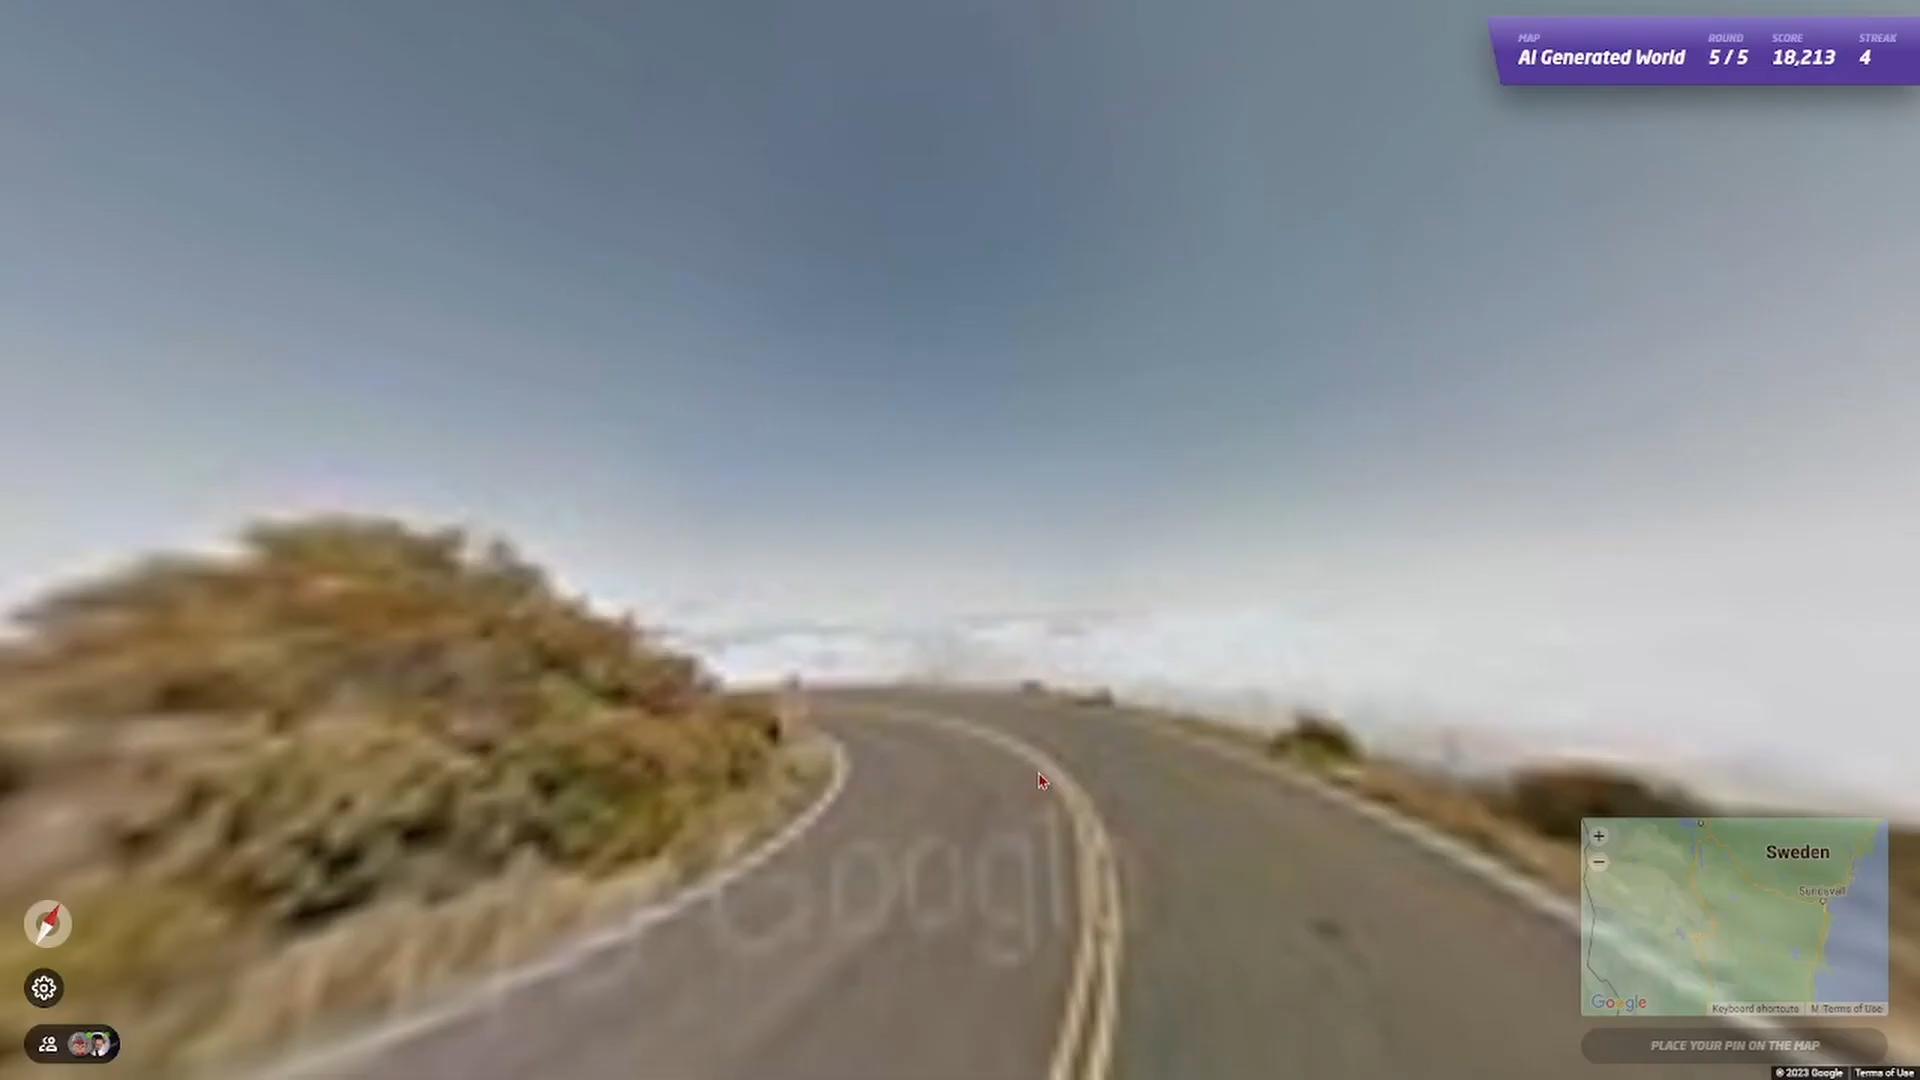 MAP ROUND SCORE STREAK
AI Generated World 5 / 5 18,213 4
Googl
+
Sweden
−
Sundsvall
Google
Keyboard shortcuts M Terms of Use
PLACE YOUR PIN ON THE MAP
© 2023 Google Terms of Use